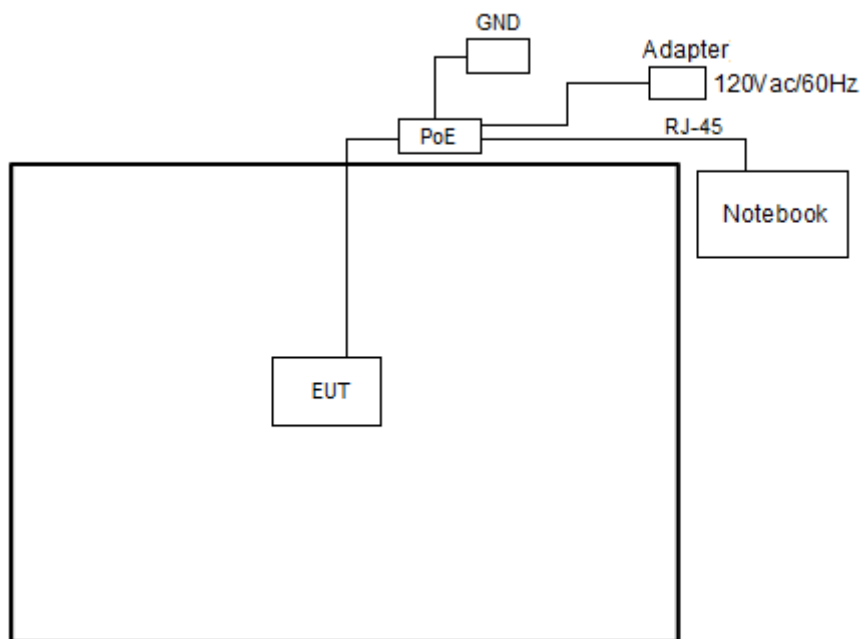 GND
Adapter
120Vac/60Hz
PoE
RJ-45
Notebook
EUT